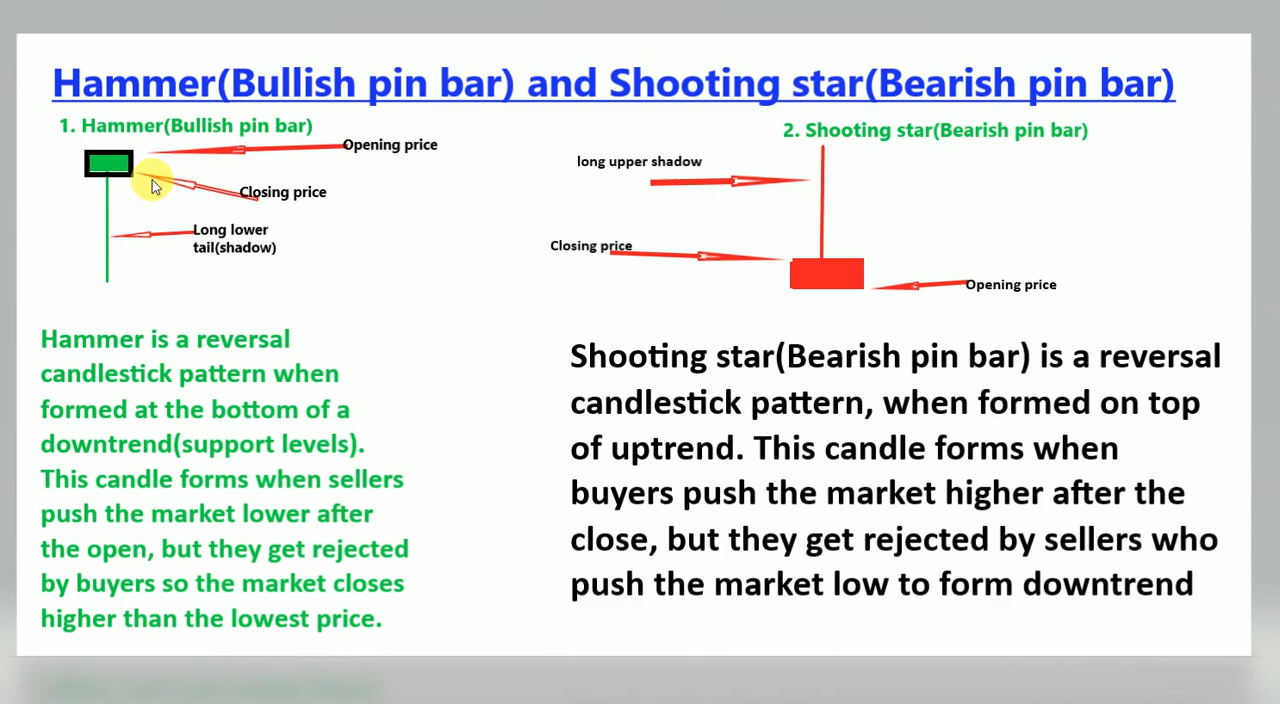 Hammer(Bullish pin bar) and Shooting star(Bearish pin bar)
1. Hammer(Bullish pin bar)
Opening price
Closing price
Long lower
tail(shadow)
Hammer is a reversal
candlestick pattern when
formed at the bottom of a
downtrend(support levels).
This candle forms when sellers
push the market lower after
the open, but they get rejected
by buyers so the market closes
higher than the lowest price.
2. Shooting star(Bearish pin bar)
long upper shadow
Closing price
Opening price
Shooting star(Bearish pin bar) is a reversal
candlestick pattern, when formed on top
of uptrend. This candle forms when
buyers push the market higher after the
close, but they get rejected by sellers who
push the market low to form downtrend